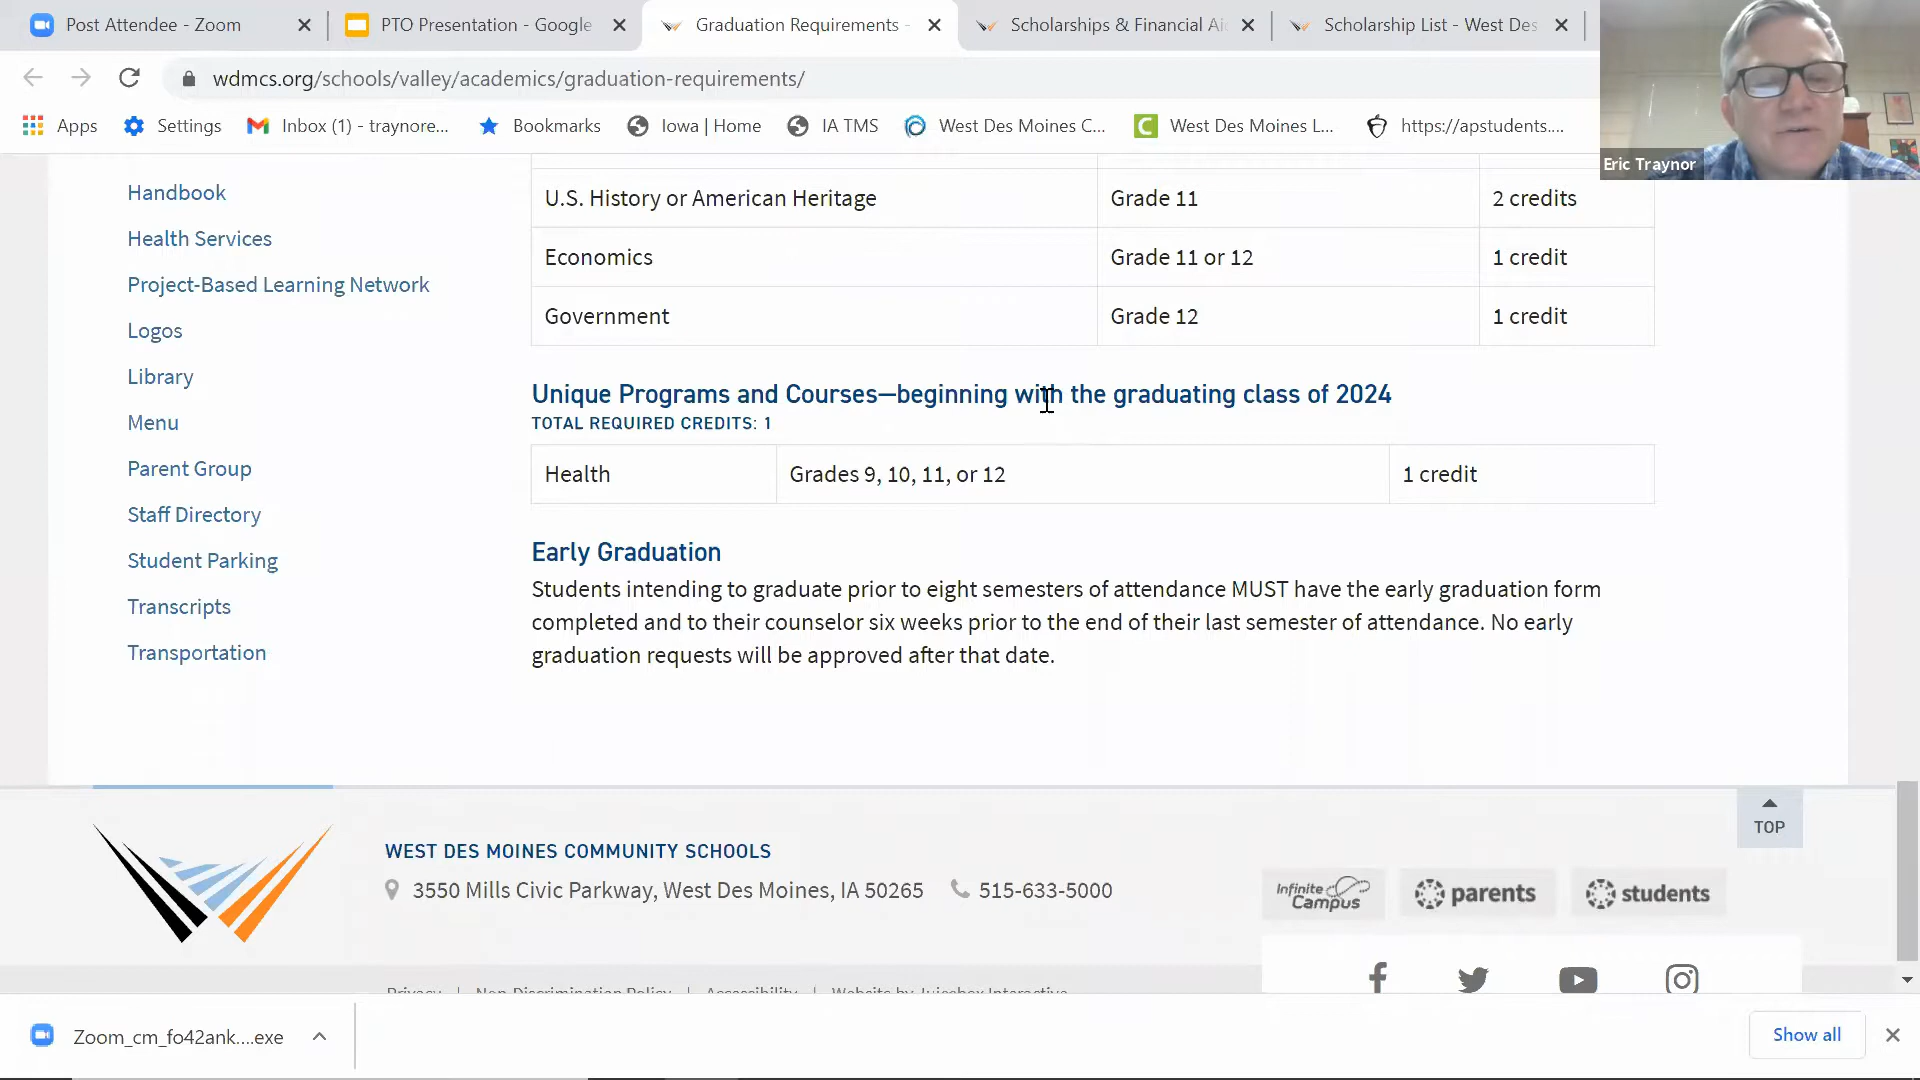 Post Attendee - Zoom
PTO Presentation - Google
Graduation Requirements -
Scholarships & Financial Ai
Scholarship List - West Des
wdmcs.org/schools/valley/academics/graduation-requirements/
Apps
Settings
Inbox (1) - traynore...
Bookmarks
Iowa | Home
IA TMS
West Des Moines C...
West Des Moines L...
https://apstudents....
Eric Traynor
Handbook
Health Services
Project-Based Learning Network
Logos
Library
Menu
Parent Group
Staff Directory
Student Parking
Transcripts
Transportation
U.S. History or American Heritage Grade 11 2 credits
Economics Grade 11 or 12 1 credit
Government Grade 12 1 credit
Unique Programs and Courses—beginning with the graduating class of 2024
TOTAL REQUIRED CREDITS: 1
Health Grades 9, 10, 11, or 12 1 credit
Early Graduation
Students intending to graduate prior to eight semesters of attendance MUST have the early graduation form
completed and to their counselor six weeks prior to the end of their last semester of attendance. No early
graduation requests will be approved after that date.
TOP
WEST DES MOINES COMMUNITY SCHOOLS
3550 Mills Civic Parkway, West Des Moines, IA 50265 515-633-5000
Infinite
Campus
parents
students
Privacy | Non-Discrimination Policy | Accessibility | Website by Juicebox Interactive
Zoom_cm_fo42ank....exe
Show all